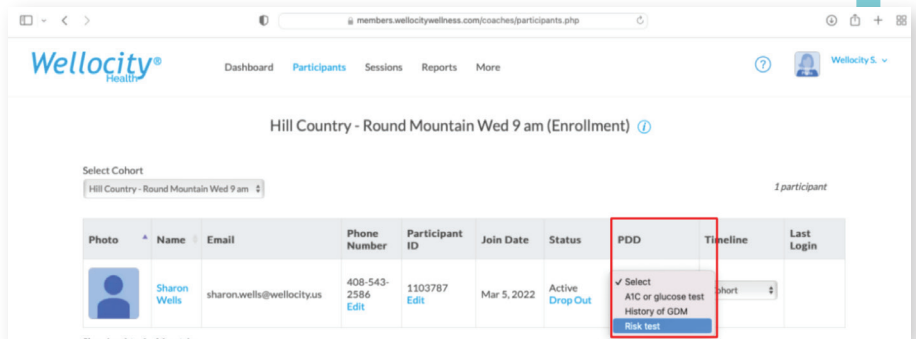 members.wellocitywellness.com/coaches/participants.php
Wellocity®
Health
Dashboard Participants Sessions Reports More
? Wellocity S.
Hill Country - Round Mountain Wed 9 am (Enrollment) i
Select Cohort
Hill Country - Round Mountain Wed 9 am
1 participant
Photo Name Email Phone Number Participant ID Join Date Status PDD Timeline Last Login
Sharon Wells sharon.wells@wellocity.us 408-543-2586 Edit 1103787 Edit Mar 5, 2022 Active Drop Out
✓ Select
A1C or glucose test
History of GDM
Risk test